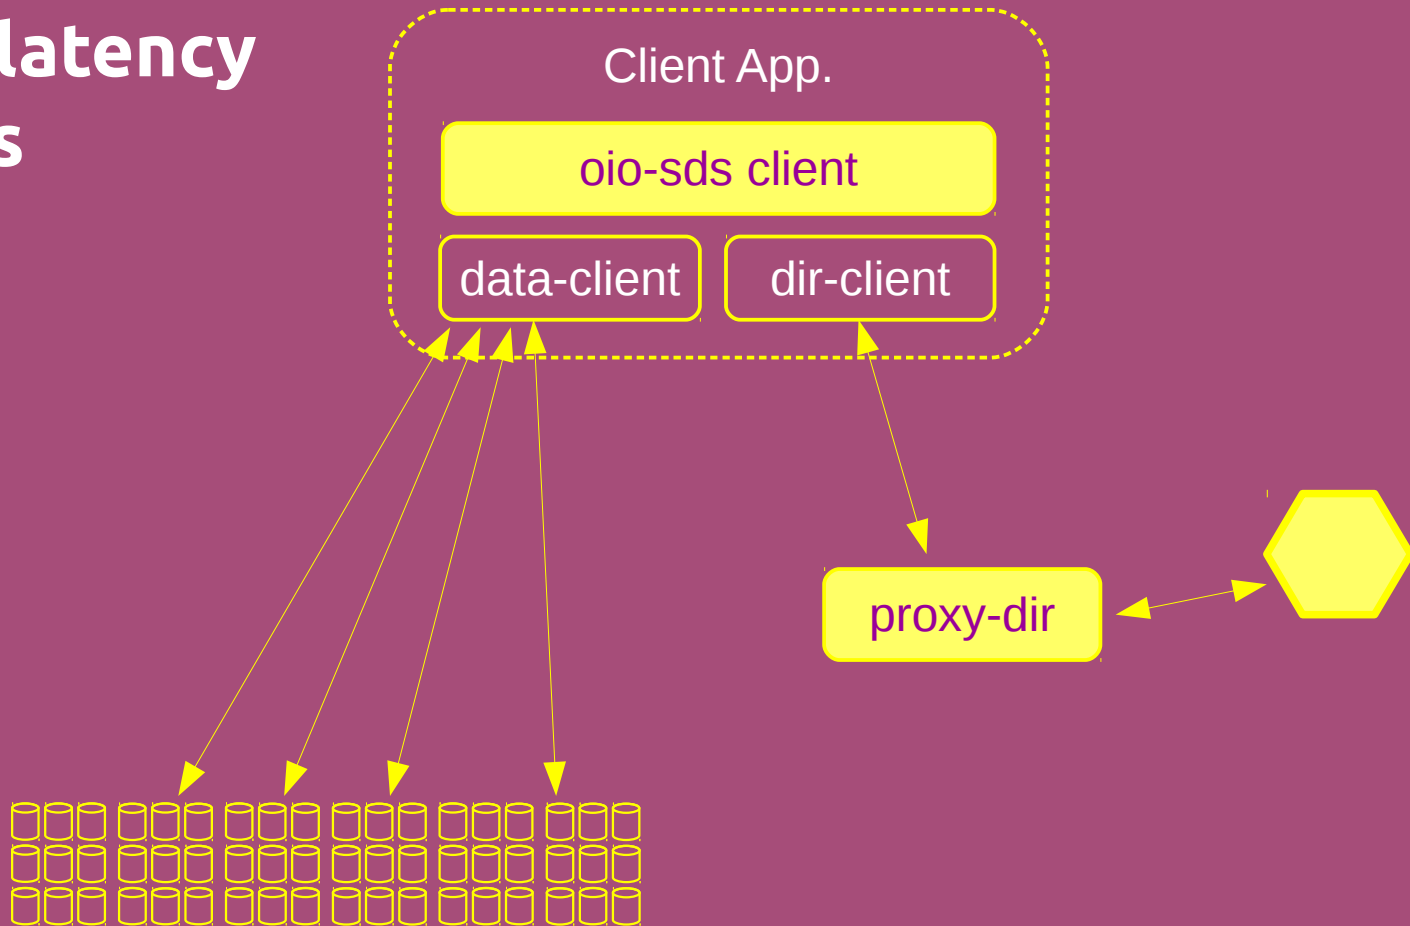 latency
s
Client App.
oio-sds client
data-client
dir-client
proxy-dir